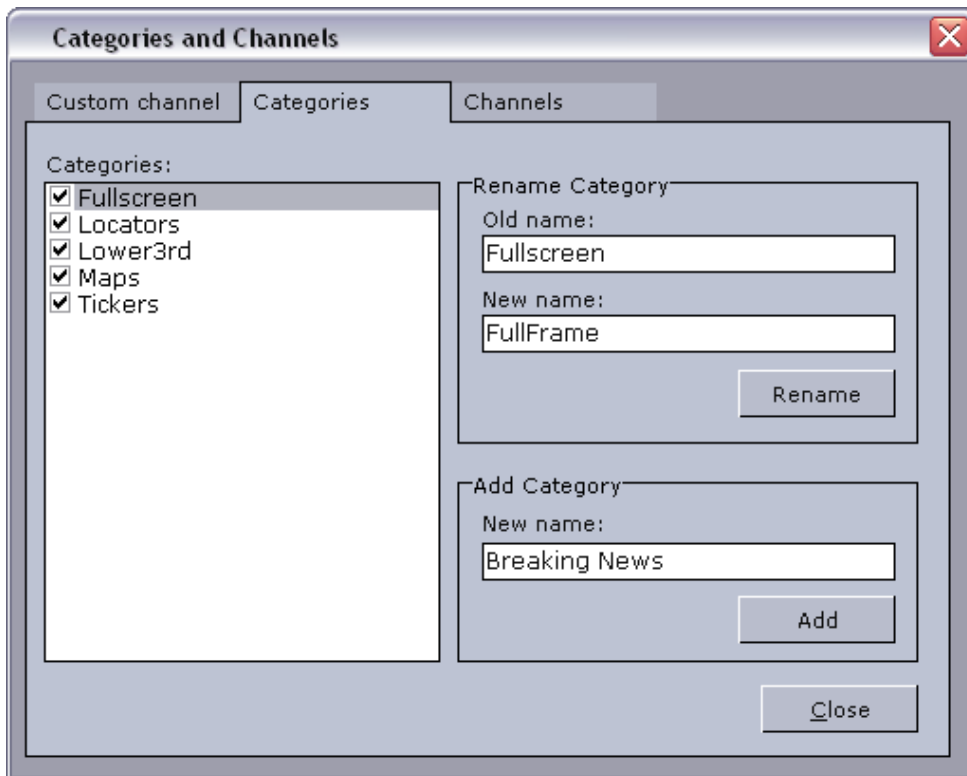 Categories and Channels
Custom channel
Categories
Channels
Categories:
Fullscreen
Locators
Lower3rd
Maps
Tickers
Rename Category
Old name:
Fullscreen
New name:
FullFrame
Rename
Add Category
New name:
Breaking News
Add
Close